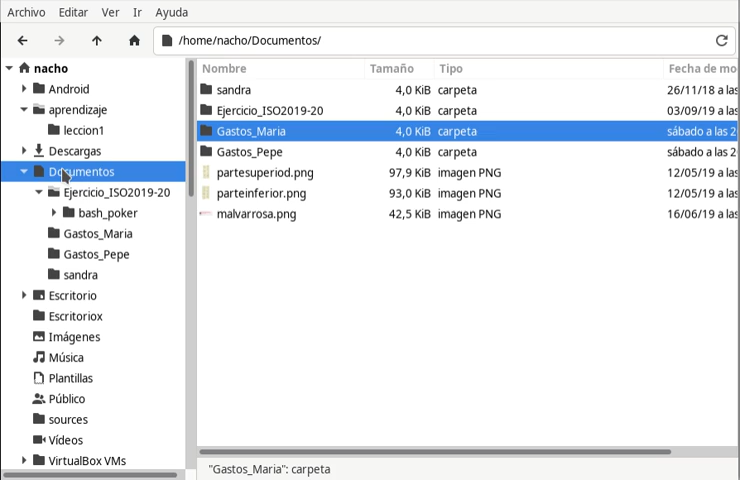 Archivo Editar Ver Ir Ayuda
/home/nacho/Documentos/
nacho
Android
aprendizaje
leccion1
Descargas
Documentos
Ejercicio_ISO2019-20
bash_poker
Gastos_Maria
Gastos_Pepe
sandra
Escritorio
Escritoriox
Imágenes
Música
Plantillas
Público
sources
Vídeos
VirtualBox VMs
Nombre Tamaño Tipo Fecha de mo
sandra 4,0 KiB carpeta 26/11/18 a las
Ejercicio_ISO2019-20 4,0 KiB carpeta 03/09/19 a las
Gastos_Maria 4,0 KiB carpeta sábado a las 2
Gastos_Pepe 4,0 KiB carpeta sábado a las 2
partesuperiod.png 97,9 KiB imagen PNG 12/05/19 a las
parteinferior.png 93,0 KiB imagen PNG 12/05/19 a las
malvarrosa.png 42,5 KiB imagen PNG 16/06/19 a las
"Gastos_Maria": carpeta